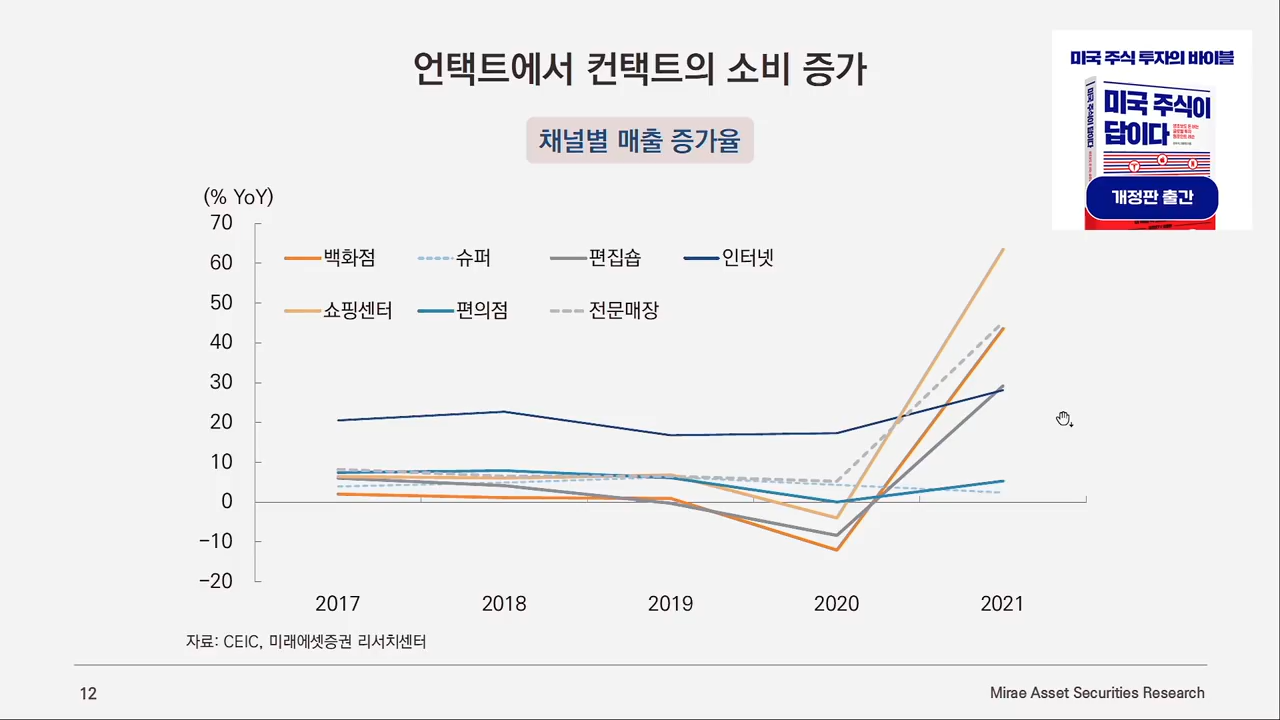 언택트에서 컨택트의 소비 증가
미국 주식 투자의 바이블
미국 주식이
답이다
개정판 출간
채널별 매출 증가율
(% YoY)
70
60
50
40
30
20
10
0
−10
−20
백화점
슈퍼
편집숍
인터넷
쇼핑센터
편의점
전문매장
2017
2018
2019
2020
2021
자료: CEIC, 미래에셋증권 리서치센터
12
Mirae Asset Securities Research